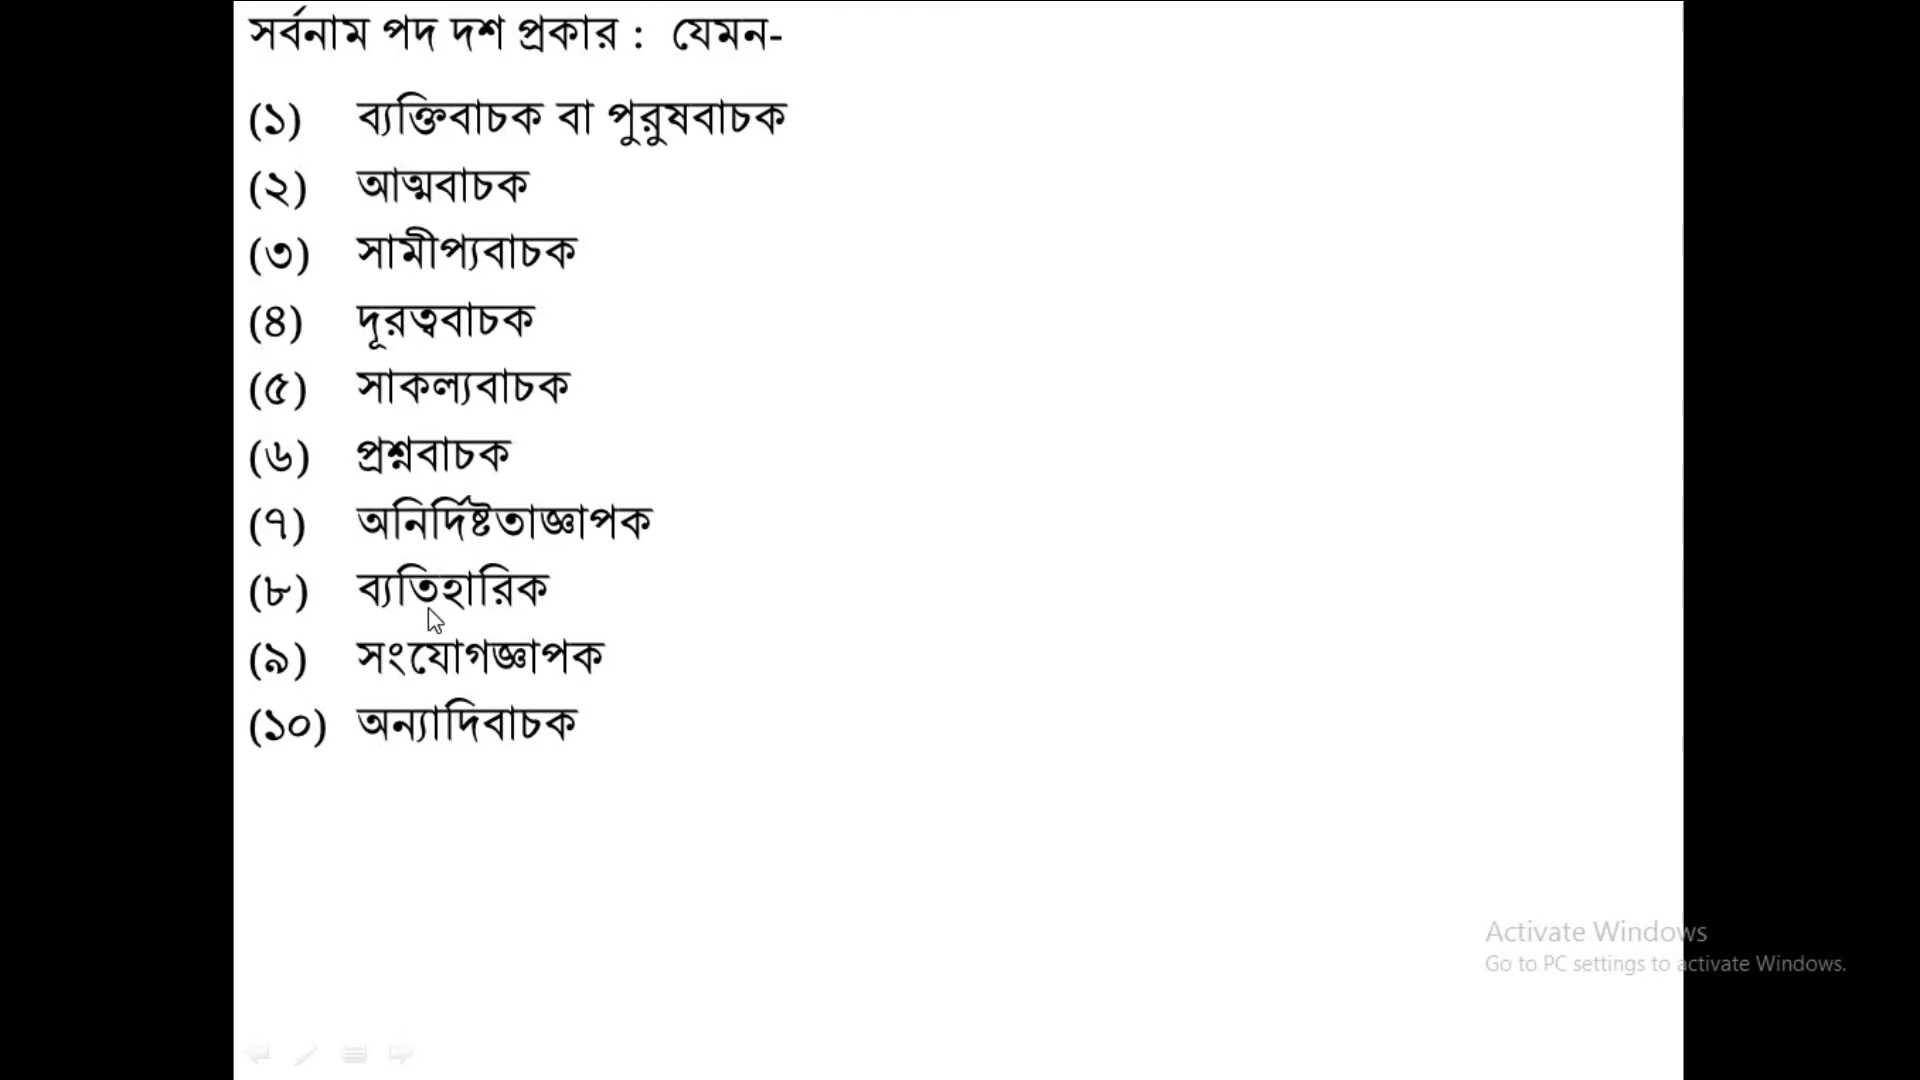 সর্বনাম পদ দশ প্রকার : যেমন-
(১) ব্যক্তিবাচক বা পুরুষবাচক
(২) আত্মবাচক
(৩) সামীপ্যবাচক
(৪) দূরত্ববাচক
(৫) সাকল্যবাচক
(৬) প্রশ্নবাচক
(৭) অনির্দিষ্টতাজ্ঞাপক
(৮) ব্যতিহারিক
(৯) সংযোগজ্ঞাপক
(১০) অন্যাদিবাচক
Activate Windows
Go to PC settings to activate Windows.